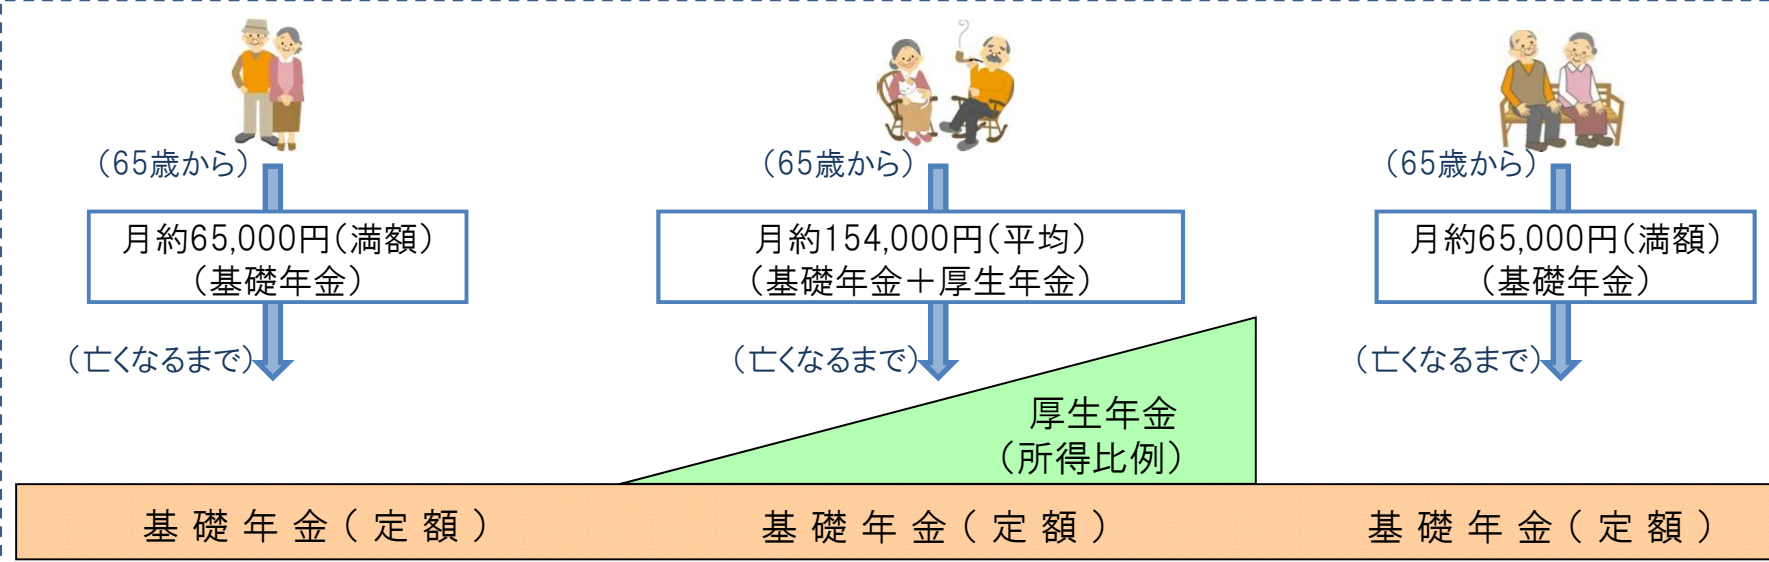 （65歳から）
（65歳から）
（65歳から）
月約65,000円（満額）
（基礎年金）
月約154,000円（平均）
（基礎年金＋厚生年金）
月約65,000円（満額）
（基礎年金）
（亡くなるまで）
（亡くなるまで）
（亡くなるまで）
厚生年金
（所得比例）
基礎年金（定額）
基礎年金（定額）
基礎年金（定額）